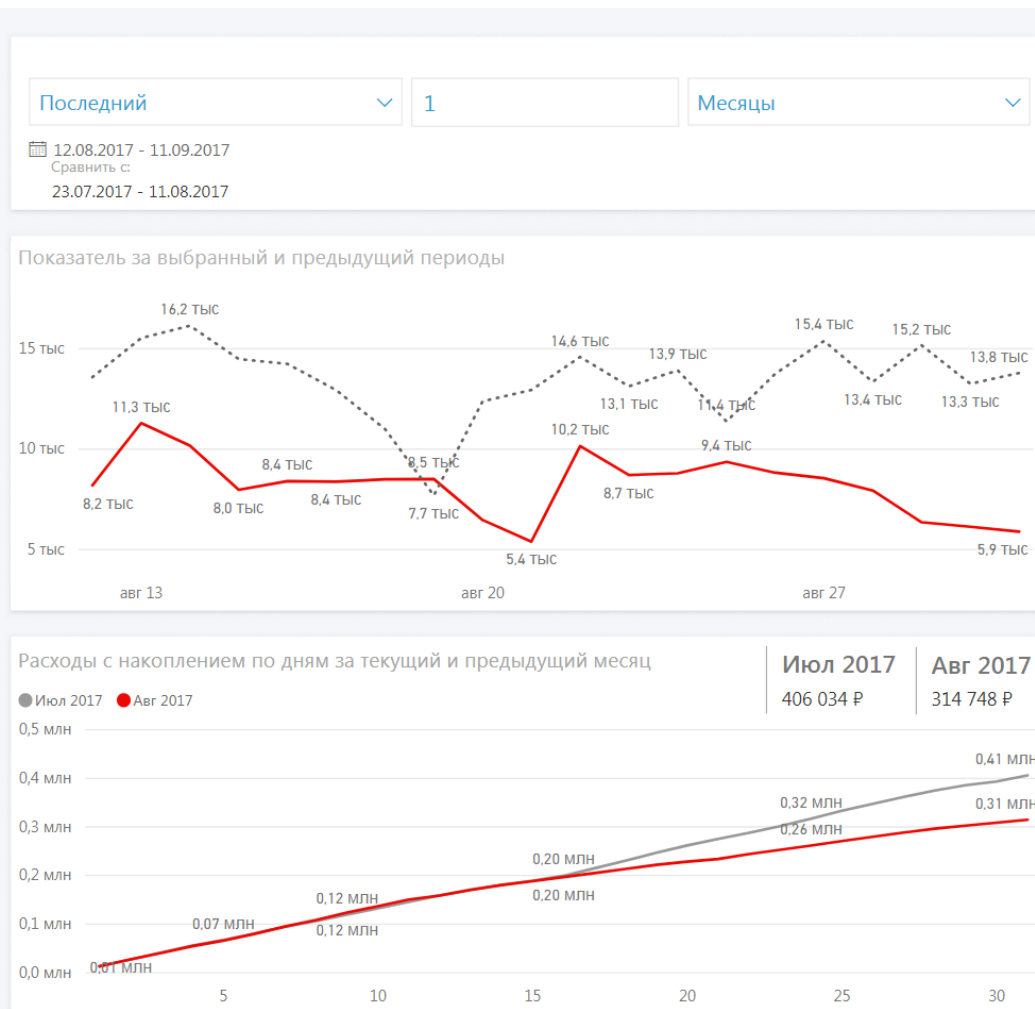 Последний 1 Месяцы
12.08.2017 - 11.09.2017
Сравнить с:
23.07.2017 - 11.08.2017
Показатель за выбранный и предыдущий периоды
16,2 тыс
15,4 тыс
15,2 тыс
14,6 тыс
15 тыс
13,9 тыс
13,8 тыс
11,3 тыс
13,1 тыс
11,4 тыс
13,4 тыс
13,3 тыс
10,2 тыс
10 тыс
9,4 тыс
8,4 тыс
8,5 тыс
8,2 тыс
8,0 тыс
8,4 тыс
7,7 тыс
8,7 тыс
5 тыс
5,4 тыс
5,9 тыс
авг 13 авг 20 авг 27
Расходы с накоплением по дням за текущий и предыдущий месяц
Июл 2017 Авг 2017
406 034 ₽ 314 748 ₽
Июл 2017 Авг 2017
0,5 млн
0,41 млн
0,4 млн
0,32 млн
0,31 млн
0,3 млн
0,26 млн
0,20 млн
0,2 млн
0,12 млн
0,20 млн
0,1 млн
0,07 млн
0,12 млн
0,0 млн
0,01 млн
5 10 15 20 25 30